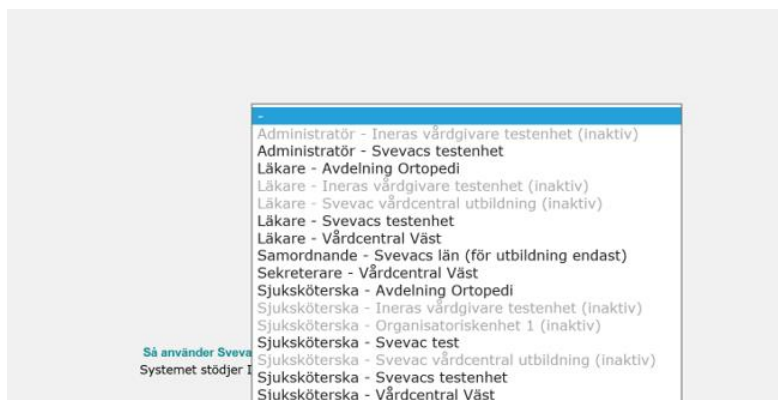 -
Administratör - Ineras vårdgivare testenhet (inaktiv)
Administratör - Svevacs testenhet
Läkare - Avdelning Ortopedi
Läkare - Ineras vårdgivare testenhet (inaktiv)
Läkare - Svevac vårdcentral utbildning (inaktiv)
Läkare - Svevacs testenhet
Läkare - Vårdcentral Väst
Samordnande - Svevacs län (för utbildning endast)
Sekreterare - Vårdcentral Väst
Sjuksköterska - Avdelning Ortopedi
Sjuksköterska - Ineras vårdgivare testenhet (inaktiv)
Sjuksköterska - Organisatoriskenhet 1 (inaktiv)
Sjuksköterska - Svevac test
Sjuksköterska - Svevac vårdcentral utbildning (inaktiv)
Sjuksköterska - Svevacs testenhet
Sjuksköterska - Vårdcentral Väst
Så använder Sveva
Systemet stödjer I